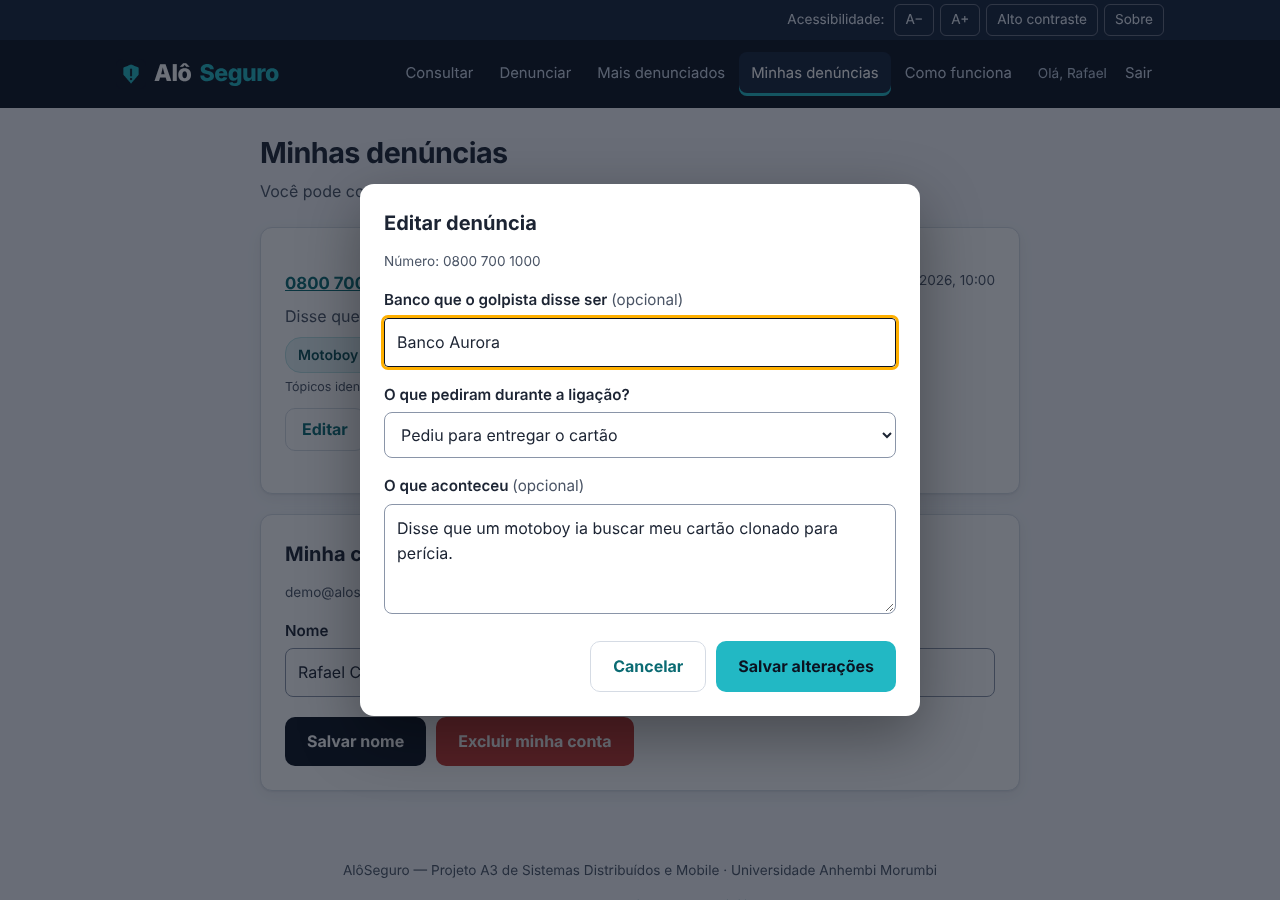 Acessibilidade: A− A+ Alto contraste Sobre
Alô Seguro Consultar Denunciar Mais denunciados Minhas denúncias Como funciona Olá, Rafael Sair
Minhas denúncias
Você pode
Editar denúncia
Número: 0800 700 1000
2026, 10:00
0800 700
Banco que o golpista disse ser (opcional)
Disse que
Banco Aurora
Motoboy
Tópicos
O que pediram durante a ligação?
Editar
Pediu para entregar o cartão
O que aconteceu (opcional)
Disse que um motoboy ia buscar meu cartão clonado para
perícia.
Minha
Nome
Rafael
Cancelar Salvar alterações
Salvar nome Excluir minha conta
AlôSeguro — Projeto A3 de Sistemas Distribuídos e Mobile · Universidade Anhembi Morumbi